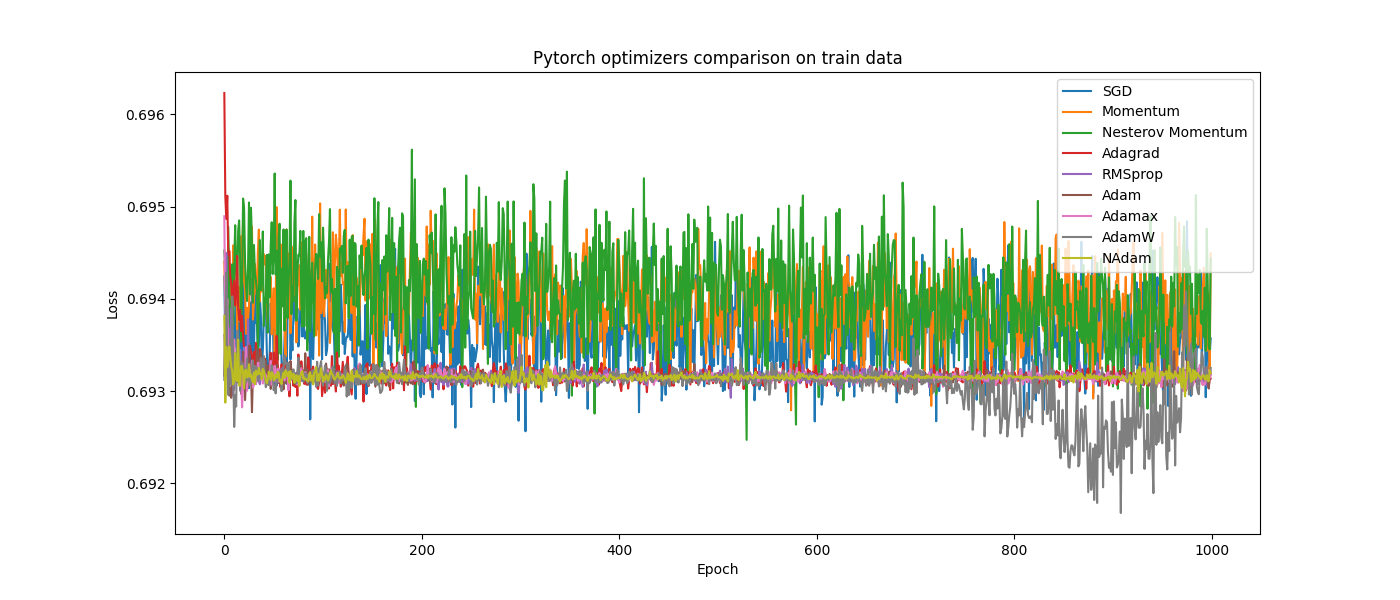 Pytorch optimizers comparison on train data
SGD
Momentum
Nesterov Momentum
Adagrad
RMSprop
Adam
Adamax
AdamW
NAdam
0.696
0.695
0.694
0.693
0.692
Loss
0 200 400 600 800 1000
Epoch